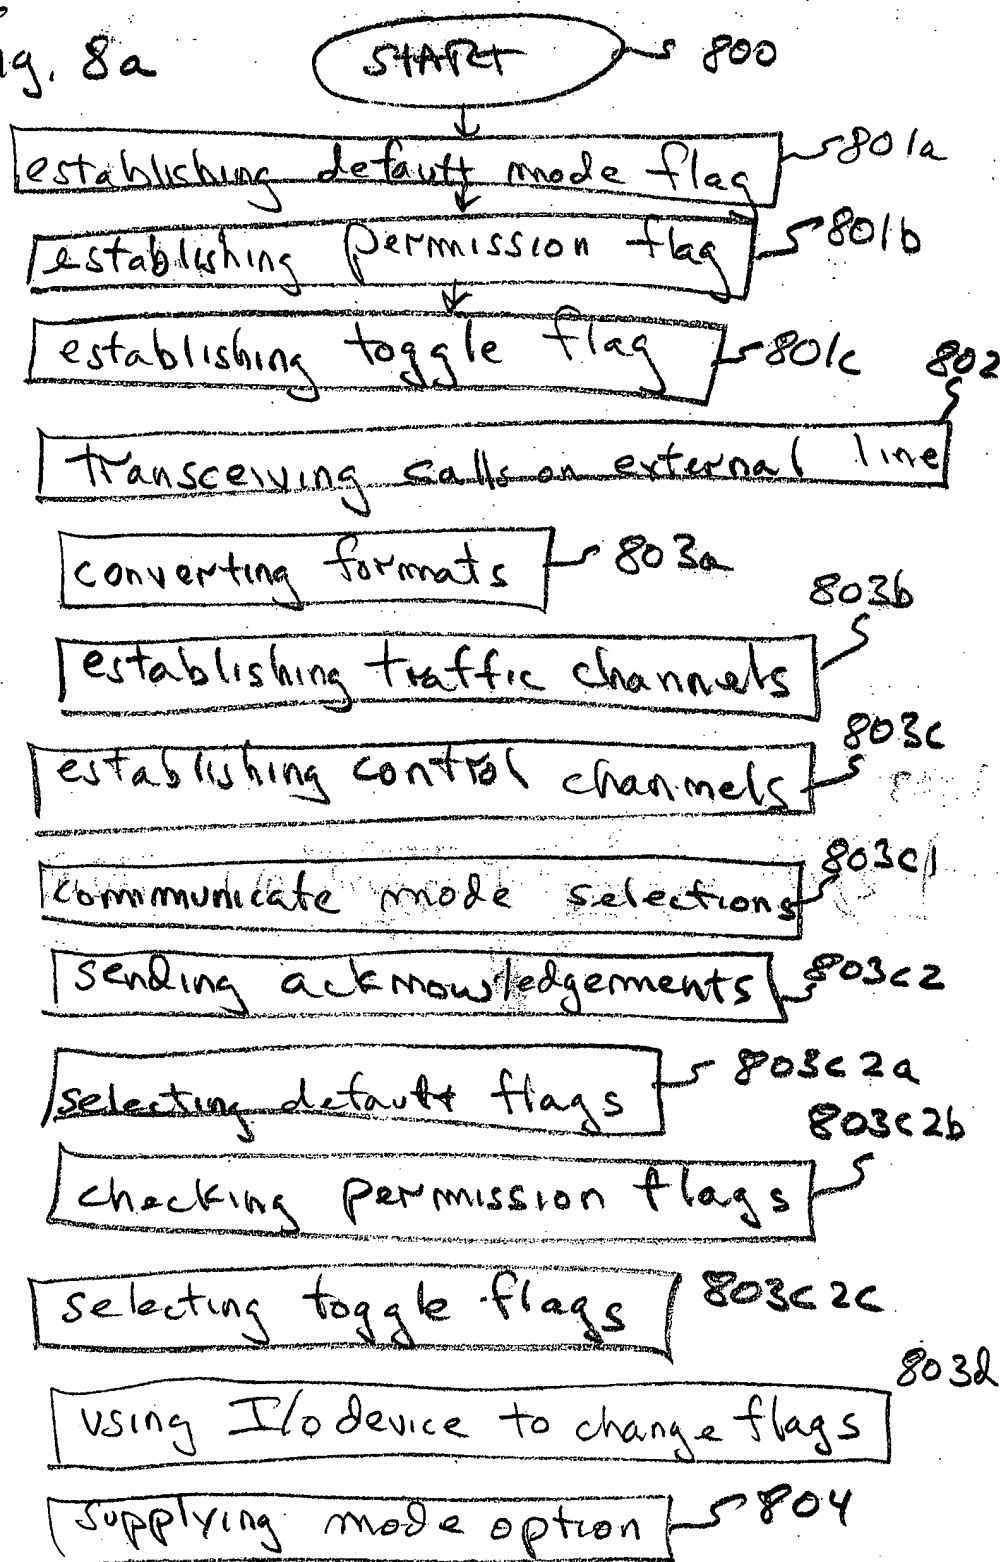 ig. 8a
START 800
establishing default mode flag 801a
establishing permission flag 801b
establishing toggle flag 801c
802
transceiving calls on external line
converting formats 803a
803b
establishing traffic channels
803c
establishing control channels
803c1
communicate mode selections
sending acknowledgements 803c2
selecting default flags 803c2a
803c2b
checking permission flags
selecting toggle flags 803c2c
803d
using I/o device to change flags
supplying mode option 804